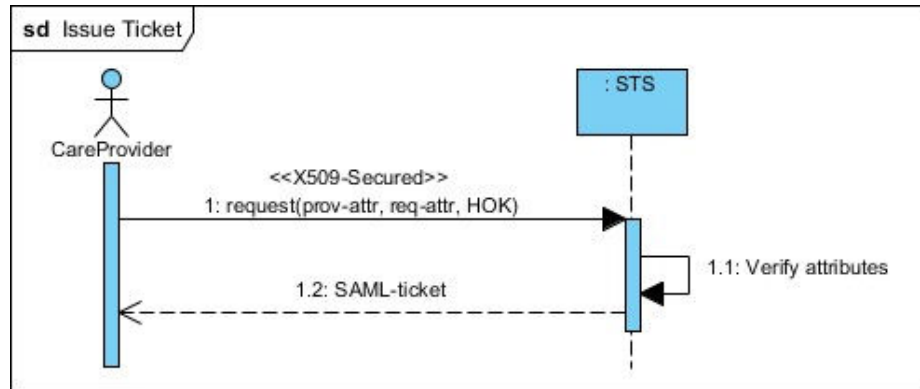 sd Issue Ticket
: STS
CareProvider
<<X509-Secured>>
1: request(prov-attr, req-attr, HOK)
1.1: Verify attributes
1.2: SAML-ticket